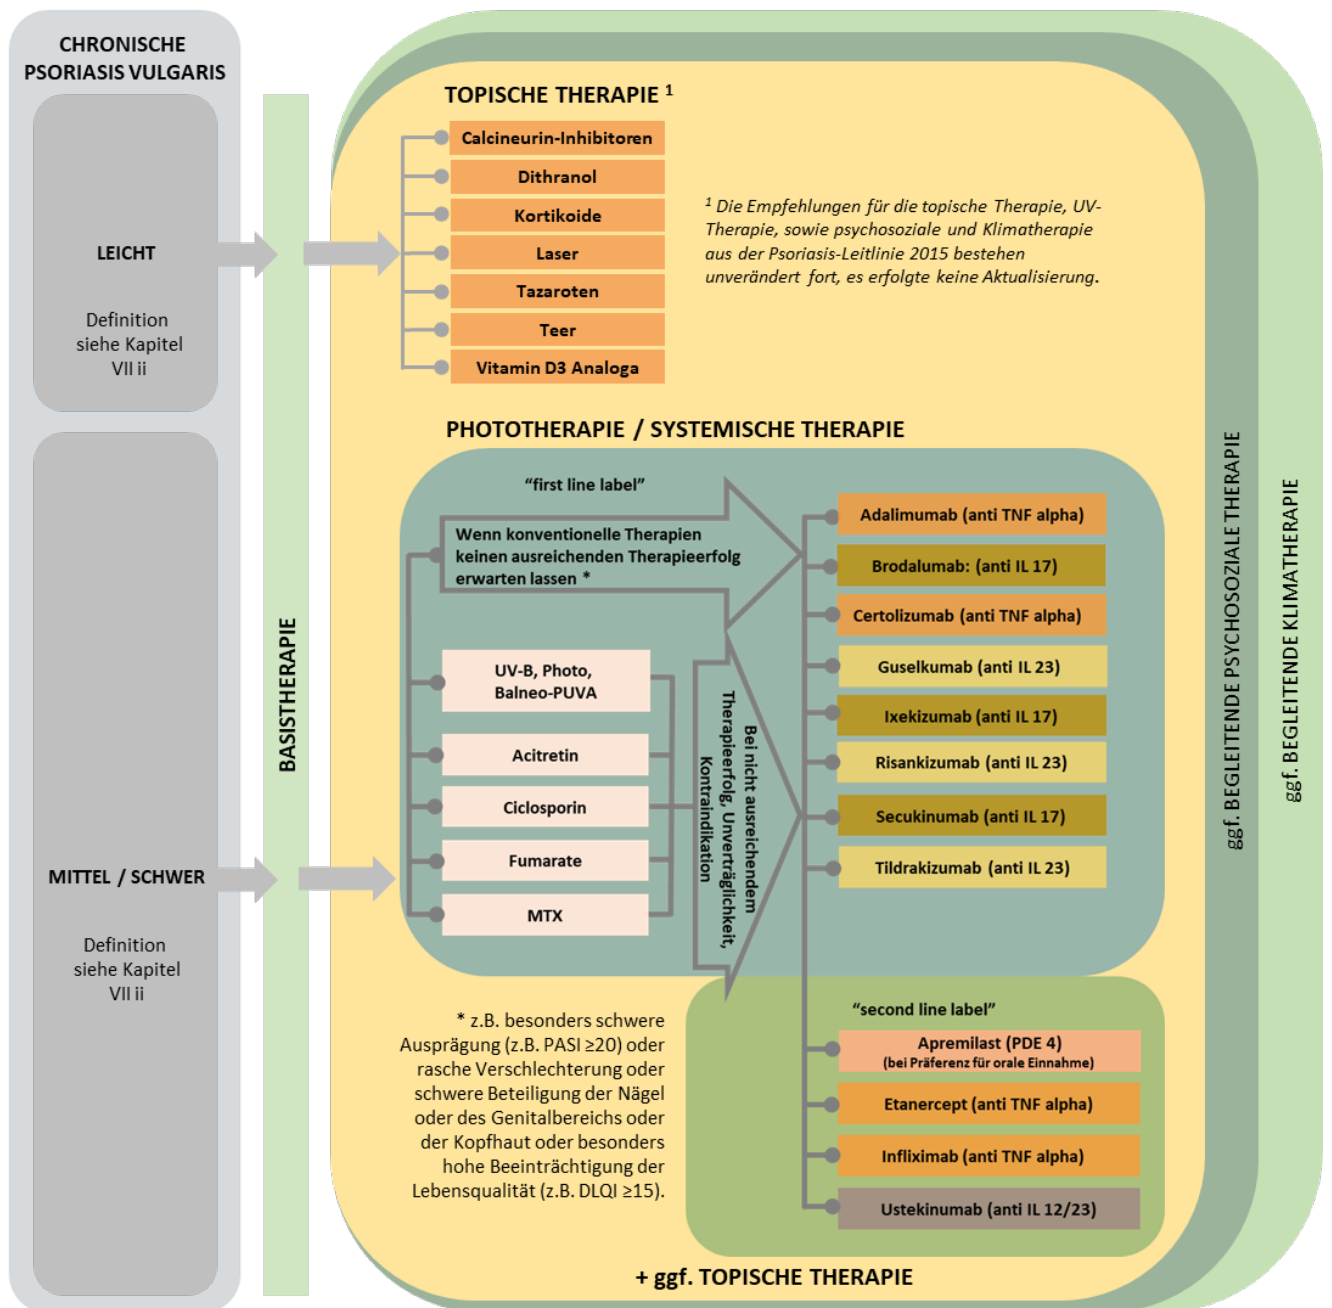 CHRONISCHE
PSORIASIS VULGARIS
LEICHT
Definition
siehe Kapitel
VII ii
MITTEL / SCHWER
Definition
siehe Kapitel
VII ii
BASISTHERAPIE
TOPISCHE THERAPIE 1
Calcineurin-Inhibitoren
Dithranol
Kortikoide
Laser
Tazaroten
Teer
Vitamin D3 Analoga
1 Die Empfehlungen für die topische Therapie, UV-
Therapie, sowie psychosoziale und Klimatherapie
aus der Psoriasis-Leitlinie 2015 bestehen
unverändert fort, es erfolgte keine Aktualisierung.
PHOTOTHERAPIE / SYSTEMISCHE THERAPIE
“first line label”
Wenn konventionelle Therapien
keinen ausreichenden Therapieerfolg
erwarten lassen *
UV-B, Photo,
Balneo-PUVA
Acitretin
Ciclosporin
Fumarate
MTX
Bei nicht ausreichendem
Therapieerfolg, Unverträglichkeit,
Kontraindikation
Adalimumab (anti TNF alpha)
Brodalumab: (anti IL 17)
Certolizumab (anti TNF alpha)
Guselkumab (anti IL 23)
Ixekizumab (anti IL 17)
Risankizumab (anti IL 23)
Secukinumab (anti IL 17)
Tildrakizumab (anti IL 23)
“second line label”
Apremilast (PDE 4)
(bei Präferenz für orale Einnahme)
Etanercept (anti TNF alpha)
Infliximab (anti TNF alpha)
Ustekinumab (anti IL 12/23)
* z.B. besonders schwere
Ausprägung (z.B. PASI ≥20) oder
rasche Verschlechterung oder
schwere Beteiligung der Nägel
oder des Genitalbereichs oder
der Kopfhaut oder besonders
hohe Beeinträchtigung der
Lebensqualität (z.B. DLQI ≥15).
+ ggf. TOPISCHE THERAPIE
ggf. BEGLEITENDE PSYCHOSOZIALE THERAPIE
ggf. BEGLEITENDE KLIMATHERAPIE